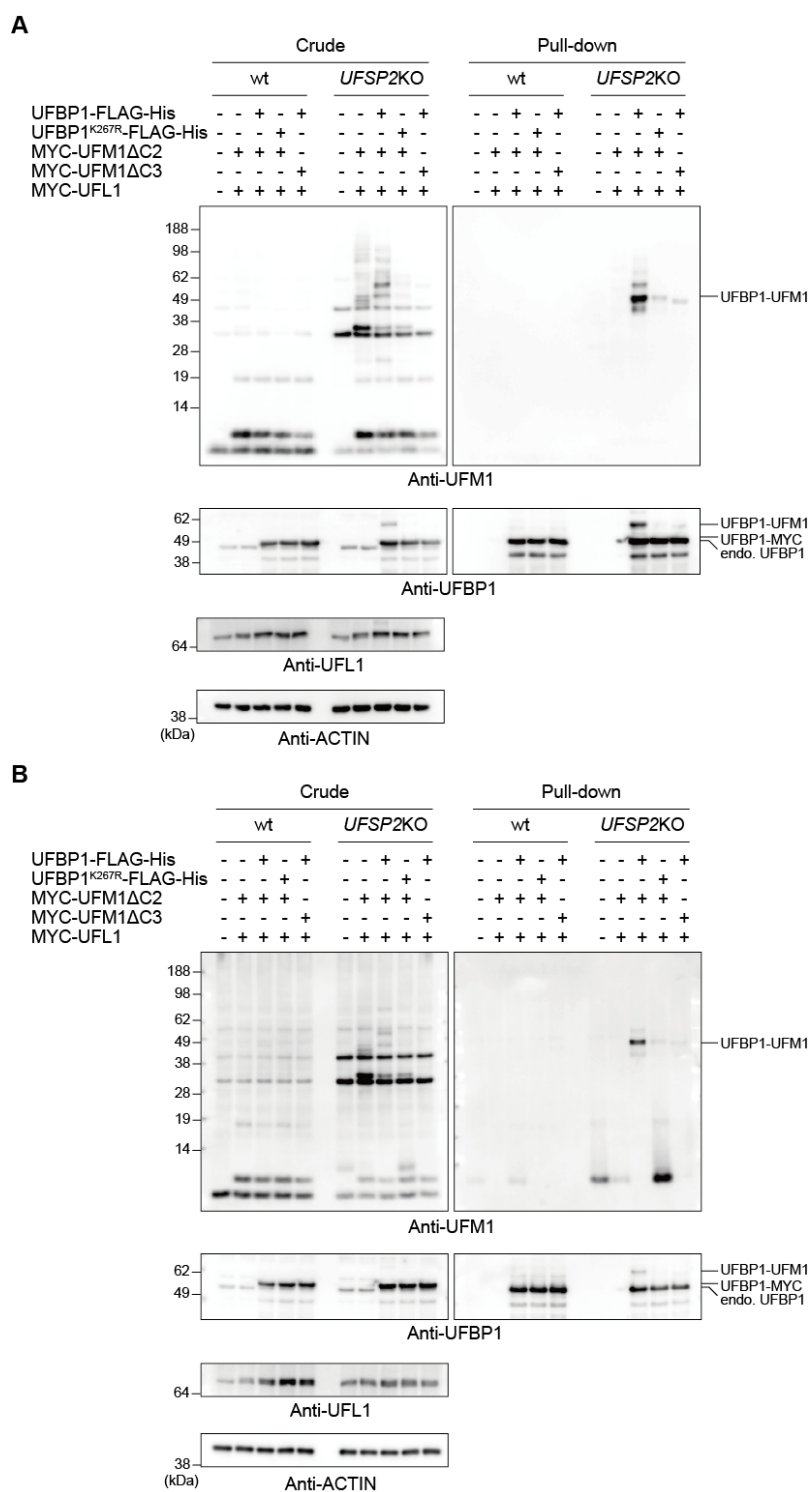 A
Crude Pull-down
wt UFSP2KO wt UFSP2KO
UFBP1-FLAG-His - - + - + - - + - + - - + - + - - + - +
UFBP1K267R-FLAG-His - - - + - - - - + - - - - + - - - - + -
MYC-UFM1ΔC2 - + + + - - + + + - - + + + - - + + + -
MYC-UFM1ΔC3 - - - - + - - - - + - - - - + - - - - +
MYC-UFL1 - + + + + - + + + + - + + + + - + + + +
188
98
62
49
38
28
19
14
UFBP1-UFM1
Anti-UFM1
62
49
38
UFBP1-UFM1
UFBP1-MYC
endo. UFBP1
Anti-UFBP1
64
Anti-UFL1
38
(kDa)
Anti-ACTIN
B
Crude Pull-down
wt UFSP2KO wt UFSP2KO
UFBP1-FLAG-His - - + - + - - + - + - - + - + - - + - +
UFBP1K267R-FLAG-His - - - + - - - - + - - - - + - - - - + -
MYC-UFM1ΔC2 - + + + - - + + + - - + + + - - + + + -
MYC-UFM1ΔC3 - - - - + - - - - + - - - - + - - - - +
MYC-UFL1 - + + + + - + + + + - + + + + - + + + +
188
98
62
49
38
28
19
14
UFBP1-UFM1
Anti-UFM1
62
49
UFBP1-UFM1
UFBP1-MYC
endo. UFBP1
Anti-UFBP1
64
Anti-UFL1
38
(kDa)
Anti-ACTIN